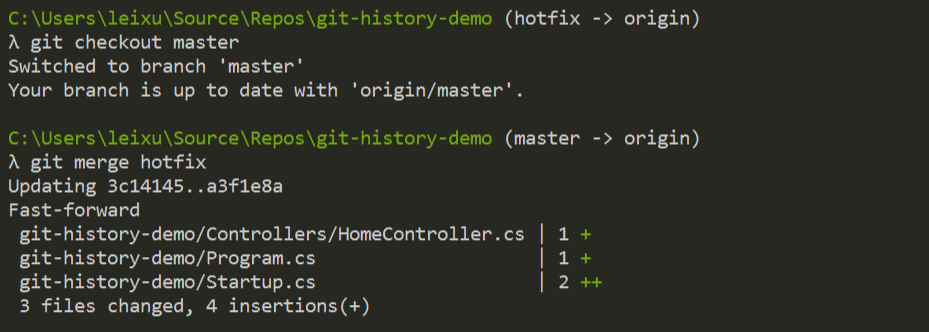 C:\Users\leixu\Source\Repos\git-history-demo (hotfix -> origin)
λ git checkout master
Switched to branch 'master'
Your branch is up to date with 'origin/master'.
C:\Users\leixu\Source\Repos\git-history-demo (master -> origin)
λ git merge hotfix
Updating 3c14145..a3f1e8a
Fast-forward
 git-history-demo/Controllers/HomeController.cs | 1 +
 git-history-demo/Program.cs                    | 1 +
 git-history-demo/Startup.cs                    | 2 ++
 3 files changed, 4 insertions(+)